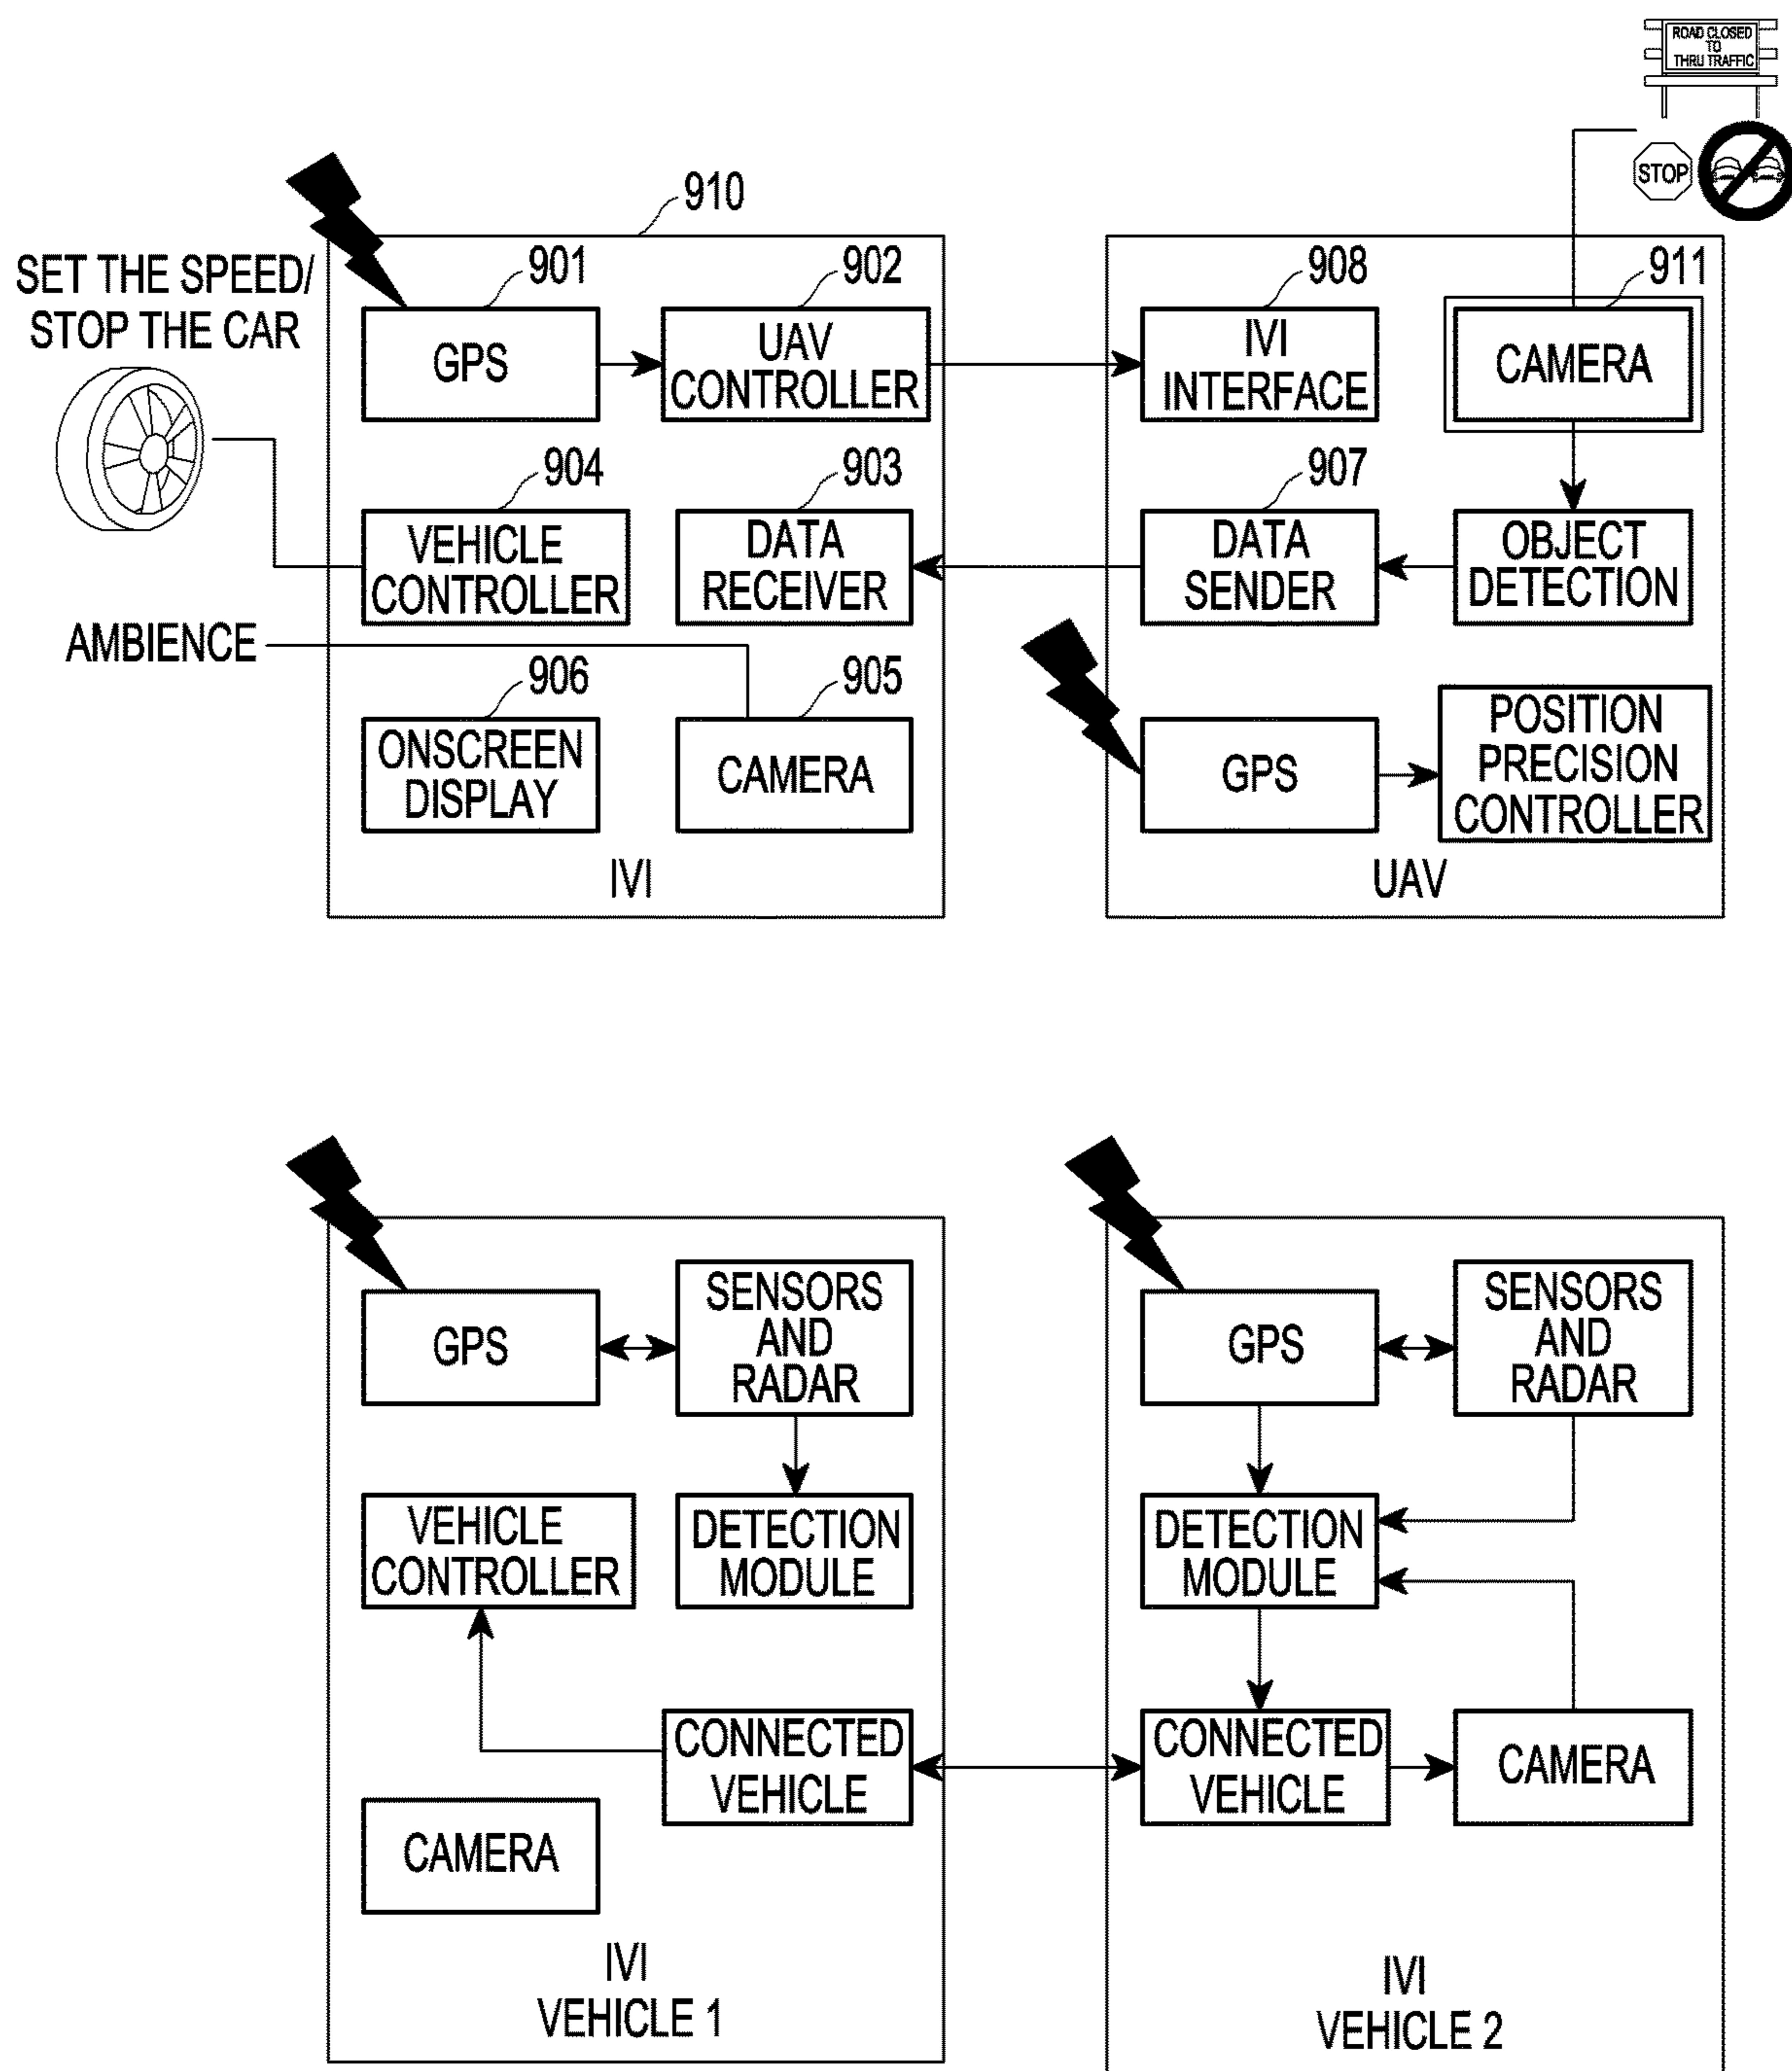 ROAD CLOSED
TO
THRU TRAFFIC
STOP
910
SET THE SPEED/
STOP THE CAR
901
902
GPS
UAV
CONTROLLER
904
903
VEHICLE
CONTROLLER
DATA
RECEIVER
AMBIENCE
906
905
ONSCREEN
DISPLAY
CAMERA
IVI
908
911
IVI
INTERFACE
CAMERA
907
DATA
SENDER
OBJECT
DETECTION
GPS
POSITION
PRECISION
CONTROLLER
UAV
GPS
SENSORS
AND
RADAR
VEHICLE
CONTROLLER
DETECTION
MODULE
CONNECTED
VEHICLE
CAMERA
IVI
VEHICLE 1
GPS
SENSORS
AND
RADAR
DETECTION
MODULE
CONNECTED
VEHICLE
CAMERA
IVI
VEHICLE 2